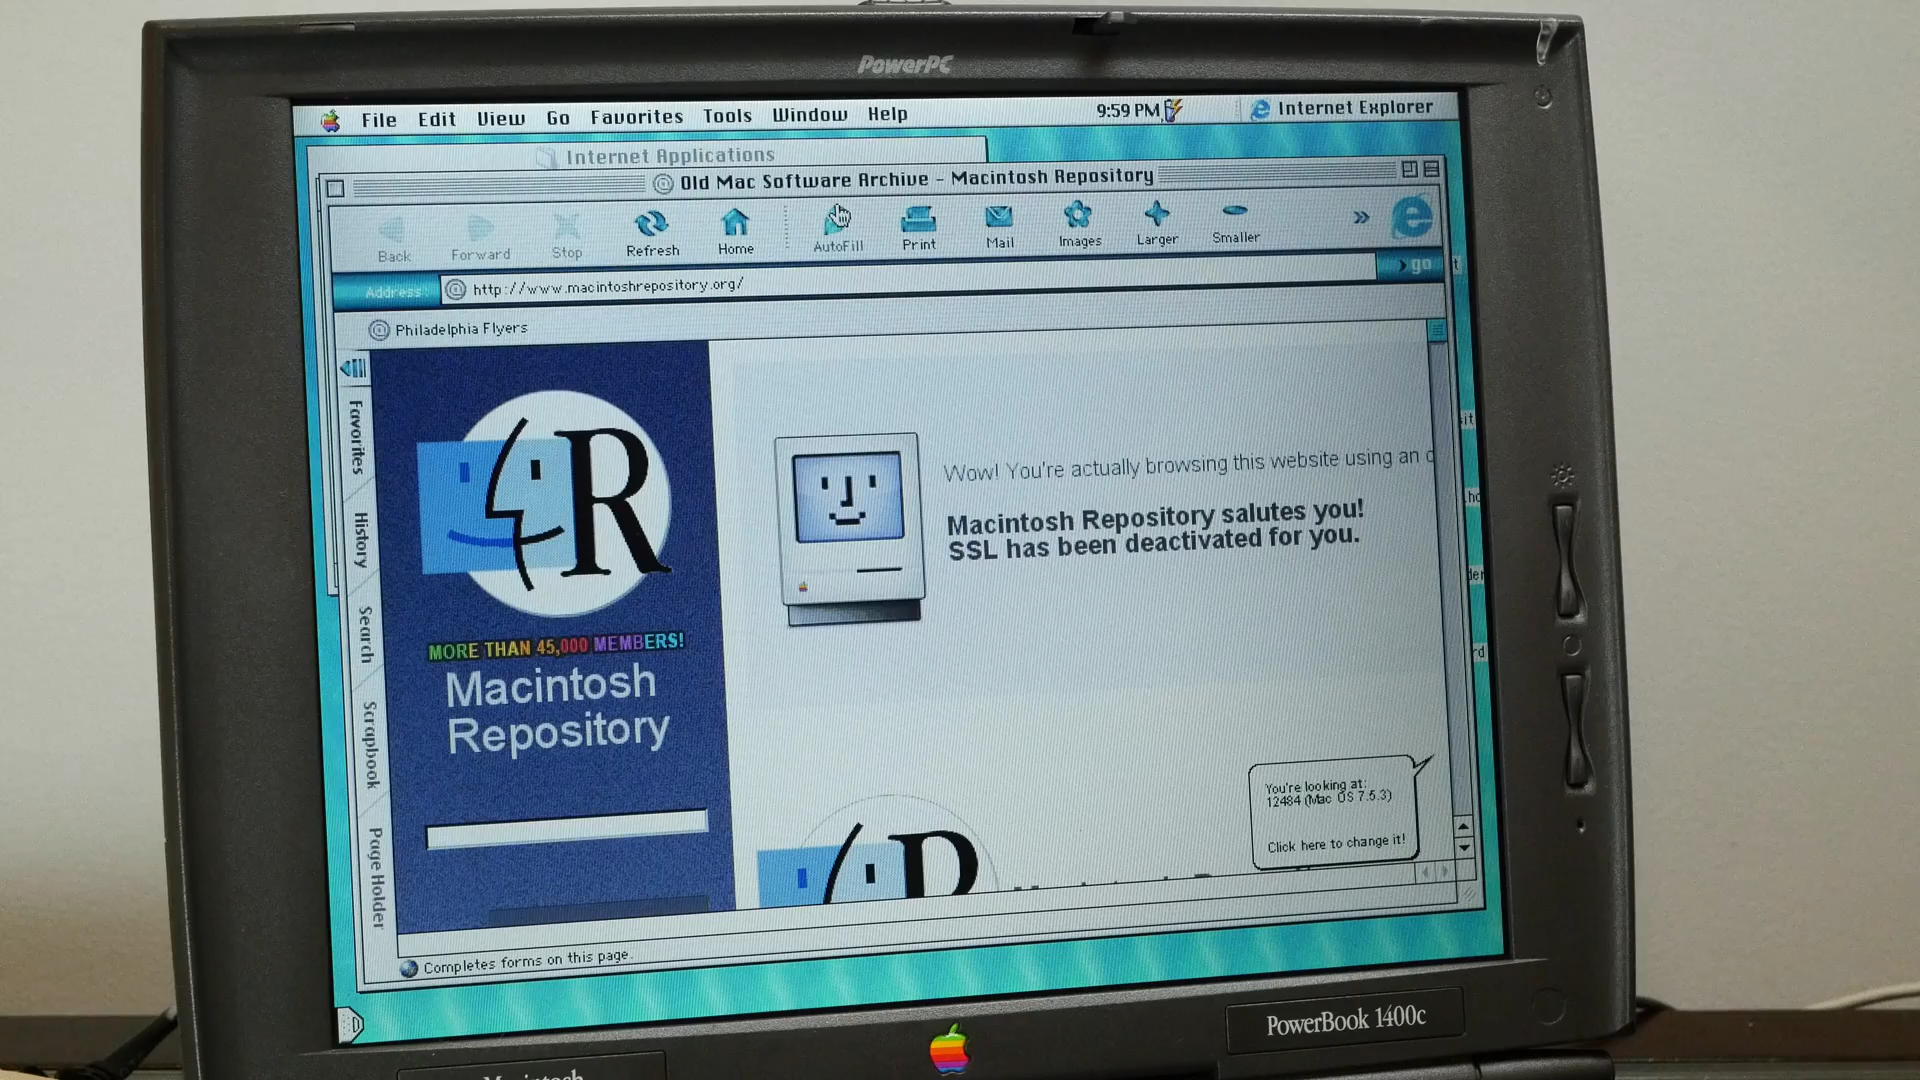 PowerPC
File Edit View Go Favorites Tools Window Help 9:59 PM Internet Explorer
Internet Applications
Old Mac Software Archive - Macintosh Repository
Back Forward Stop Refresh Home AutoFill Print Mail Images Larger Smaller »
Address http://www.macintoshrepository.org/ go
Philadelphia Flyers
Favorites
History
Search
Scrapbook
Page Holder
R
MORE THAN 45,000 MEMBERS!
Macintosh
Repository
Wow! You're actually browsing this website using an
Macintosh Repository salutes you!
SSL has been deactivated for you.
You're looking at:
12484 (Mac OS 7.5.3)
Click here to change it!
Completes forms on this page.
PowerBook 1400c
Macintosh